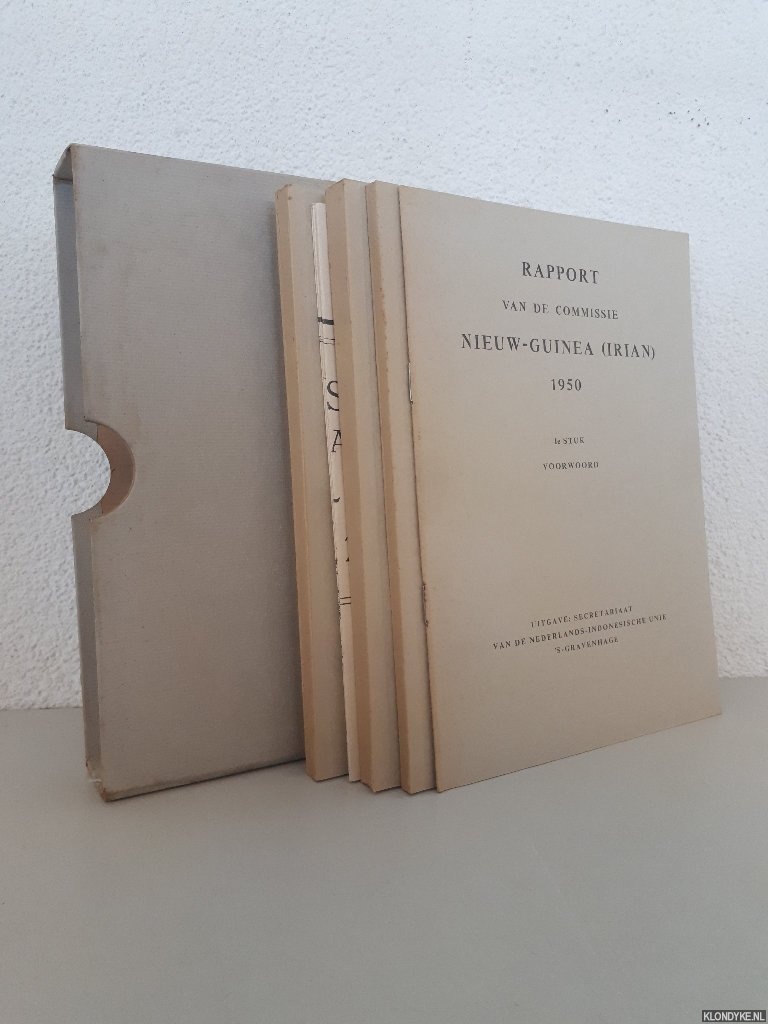 RAPPORT
VAN DE COMMISSIE
NIEUW-GUINEA (IRIAN)
1950
1e STUK
VOORWOORD
UITGAVE: SECRETARIAAT
VAN DE NEDERLANDS-INDONESISCHE UNIE
'S-GRAVENHAGE
S
A
KLONDYKE.NL